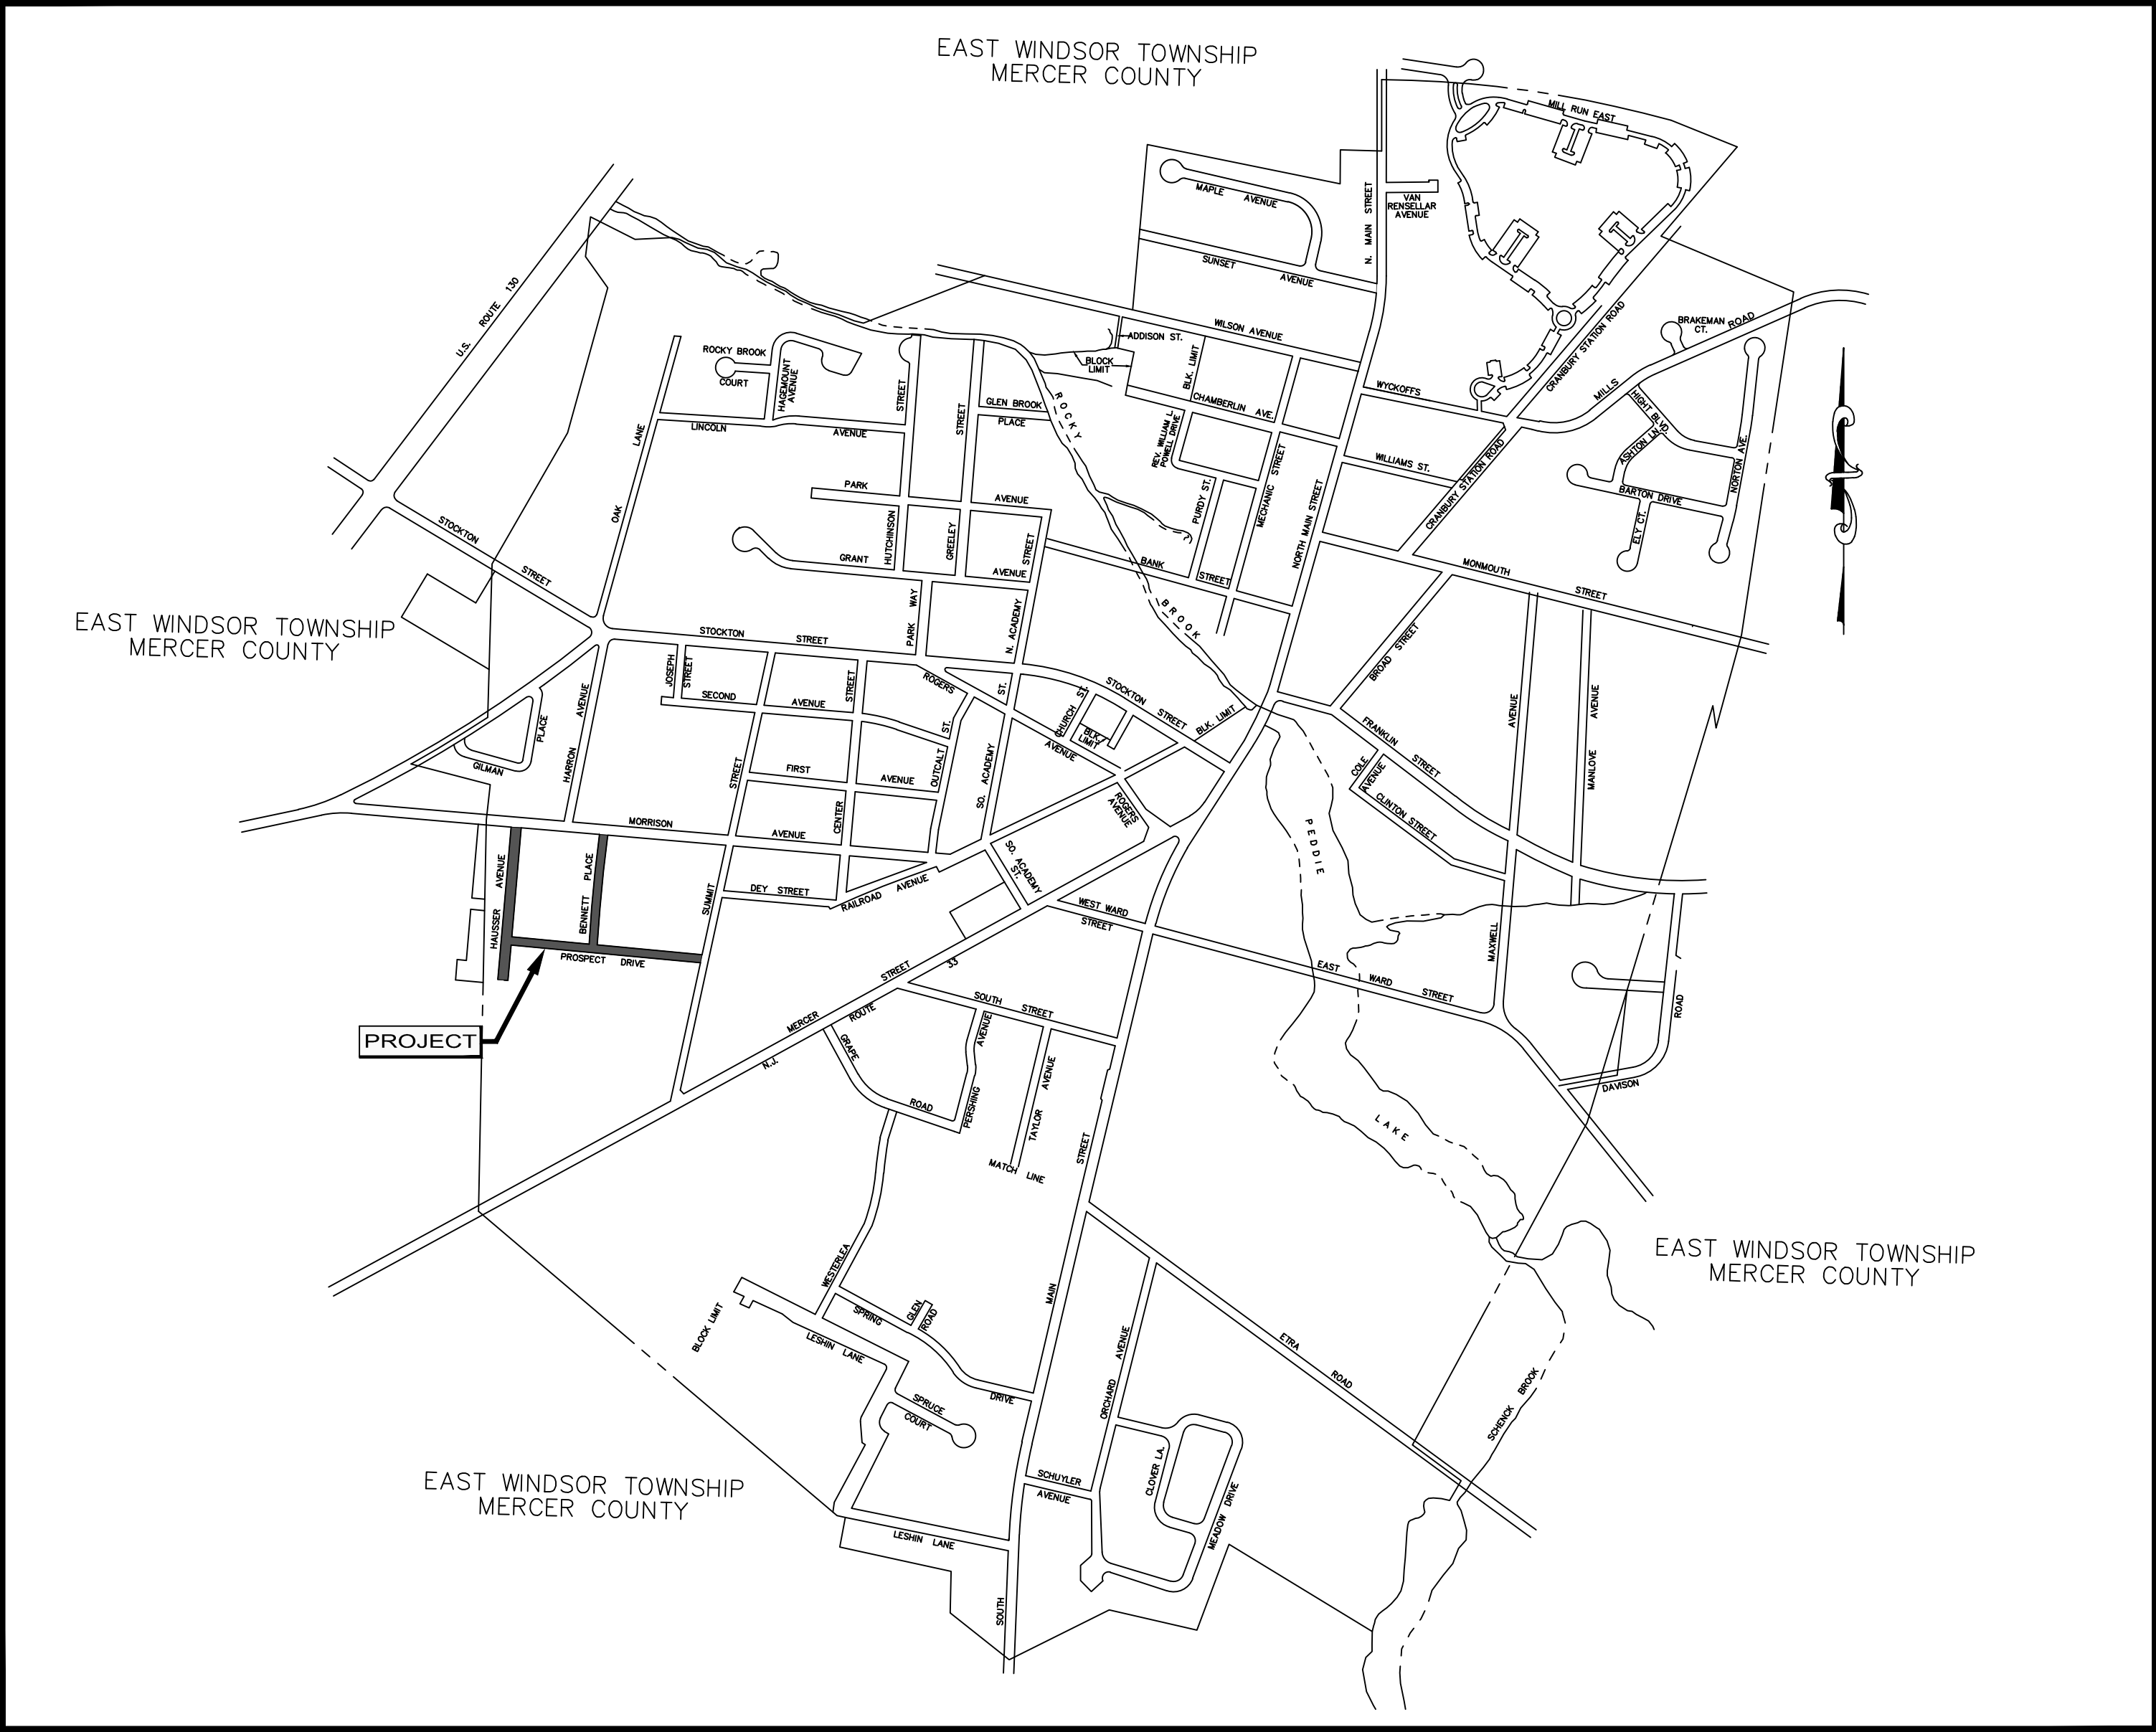 EAST WINDSOR TOWNSHIP
MERCER COUNTY
MILL RUN EAST
MAPLE AVENUE
N. MAIN STREET
VAN
RENSELLAR
AVENUE
SUNSET AVENUE
U.S. ROUTE 130
WILSON AVENUE
ADDISON ST.
BLOCK
LIMIT
BLK. LIMIT
CRANBURY STATION ROAD
BRAKEMAN
CT.
MILLS ROAD
ROCKY BROOK
COURT
HAGEMOUNT
AVENUE
LINCOLN AVENUE
OAK LANE
HUTCHINSON STREET
GREELEY STREET
GLEN BROOK
PLACE
ROCKY BROOK
CHAMBERLIN AVE.
REV. WILLIAM L.
POWELL DRIVE
WYCKOFFS
WILLIAMS ST.
CRANBURY STATION ROAD
HIGHT BLVD.
ASHTON LN
NORTON AVE.
BARTON DRIVE
ELY CT.
PARK AVENUE
PURDY ST.
MECHANIC STREET
NORTH MAIN STREET
STOCKTON STREET
GRANT AVENUE
BANK STREET
MONMOUTH STREET
EAST WINDSOR TOWNSHIP
MERCER COUNTY
PARK WAY
N. ACADEMY STREET
STOCKTON STREET
JOSEPH
STREET
SECOND AVENUE
ROGERS AVENUE
SO. ACADEMY ST.
CHURCH ST.
BLK.
LIMIT
STOCKTON STREET
BLK. LIMIT
BROAD STREET
FRANKLIN STREET
MAXWELL AVENUE
MANLOVE AVENUE
GILMAN PLACE
HARRON AVENUE
SUMMIT STREET
CENTER STREET
OUTCALT ST.
FIRST AVENUE
ROGERS
AVENUE
COLE
AVENUE
CLINTON STREET
PEDDIE LAKE
MORRISON AVENUE
HAUSSER AVENUE
BENNETT PLACE
PROSPECT DRIVE
PROJECT
DEY STREET
RAILROAD AVENUE
SO. ACADEMY
ST.
WEST WARD
STREET
EAST WARD STREET
MERCER STREET
N.J. ROUTE 33
SOUTH STREET
GRAPE ROAD
PERSHING AVENUE
TAYLOR AVENUE
MATCH LINE
DAVISON ROAD
SOUTH MAIN STREET
EAST WINDSOR TOWNSHIP
MERCER COUNTY
WESTERLEA
BLOCK LIMIT
LESHIN LANE
SPRING DRIVE
GLEN
ROAD
SPRUCE
COURT
ORCHARD AVENUE
ETRA ROAD
SCHENCK BROOK
SCHUYLER
AVENUE
CLOVER LA.
MEADOW DRIVE
EAST WINDSOR TOWNSHIP
MERCER COUNTY
LESHIN LANE